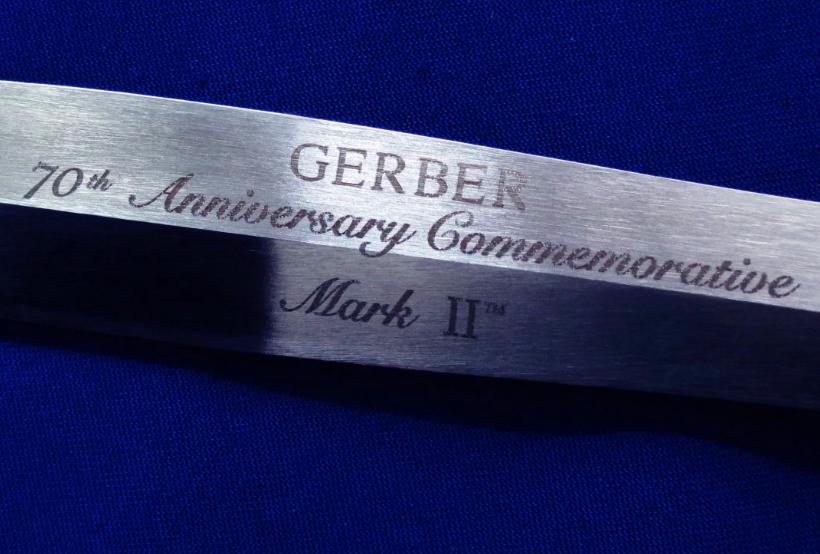 GERBER
70th Anniversary Commemorative
Mark II™